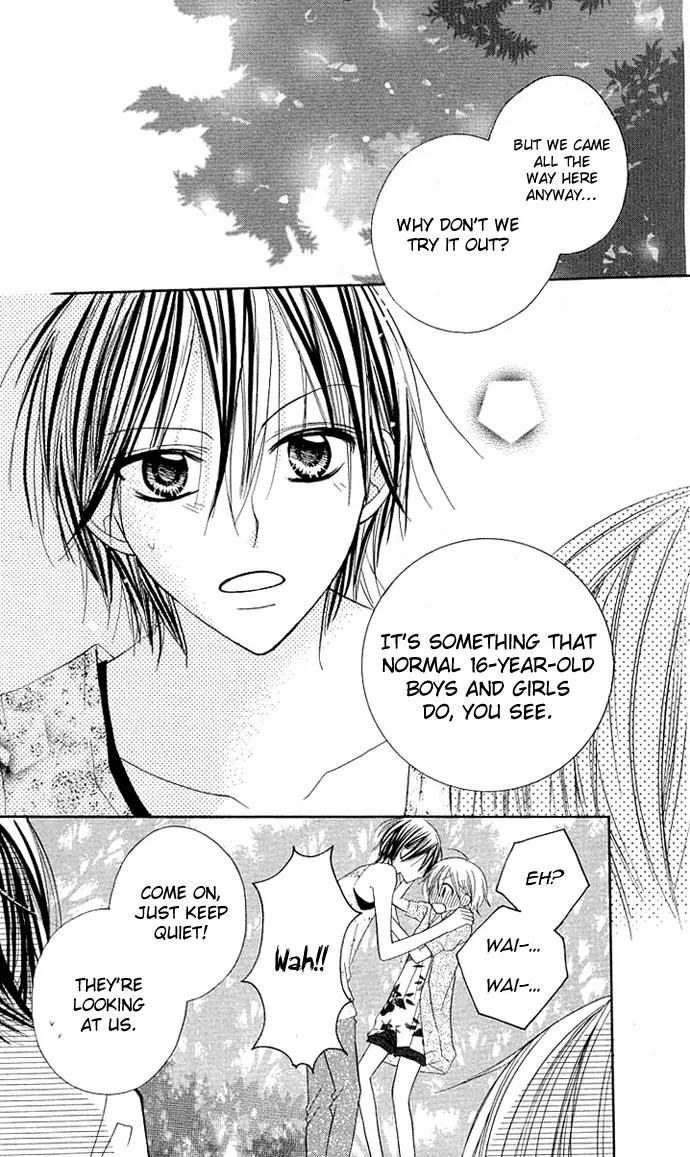 BUT WE CAME
ALL THE
WAY HERE
ANYWAY...
WHY DON'T WE
TRY IT OUT?
IT'S SOMETHING THAT
NORMAL 16-YEAR-OLD
BOYS AND GIRLS
DO, YOU SEE.
EH?
WAI-...
WAI-...
Wah!!
COME ON,
JUST KEEP
QUIET!
THEY'RE
LOOKING
AT US.